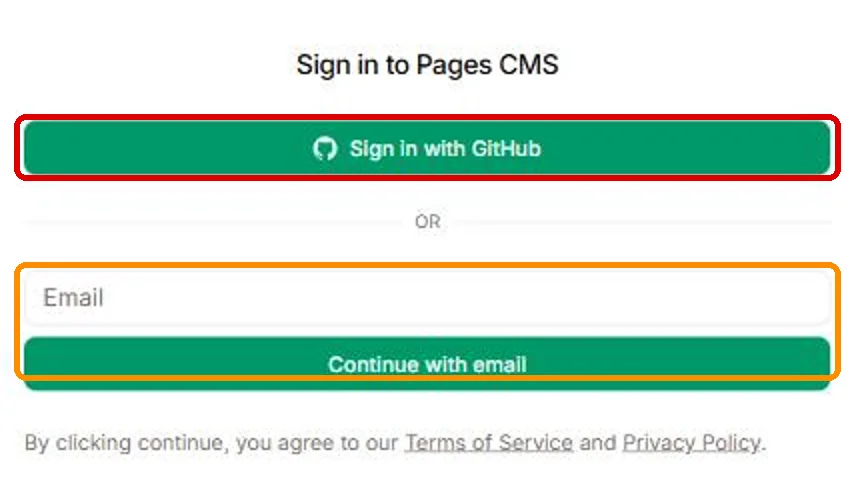 Sign in to Pages CMS
Sign in with GitHub
OR
Email
Continue with email
By clicking continue, you agree to our Terms of Service and Privacy Policy.